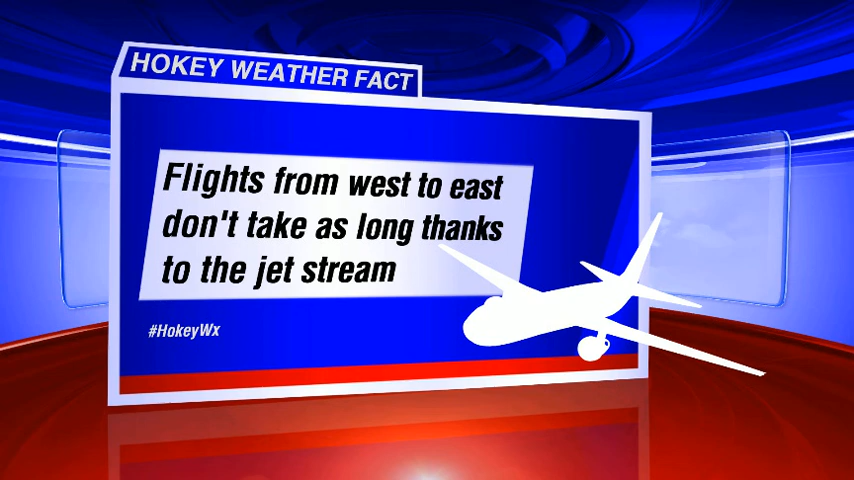 HOKEY WEATHER FACT
Flights from west to east
don't take as long thanks
to the jet stream
#HokeyWx